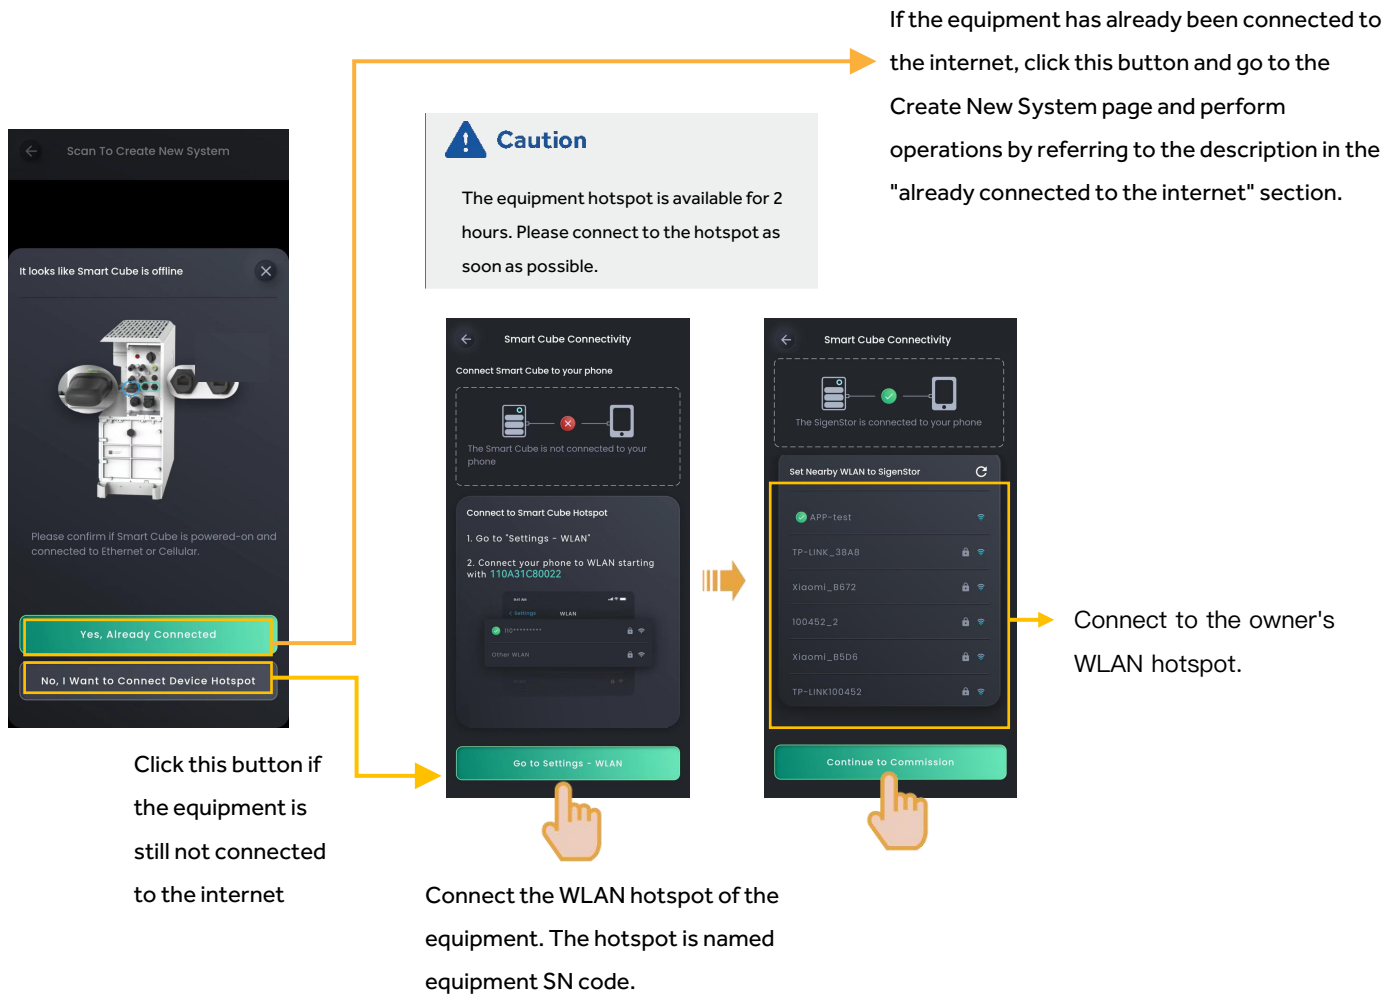 If the equipment has already been connected to
the internet, click this button and go to the
Create New System page and perform
operations by referring to the description in the
"already connected to the internet" section.
Caution
The equipment hotspot is available for 2
hours. Please connect to the hotspot as
soon as possible.
Scan To Create New System
It looks like Smart Cube is offline
Please confirm if Smart Cube is powered-on and
connected to Ethernet or Cellular.
Yes, Already Connected
No, I Want to Connect Device Hotspot
Click this button if
the equipment is
still not connected
to the internet
Smart Cube Connectivity
Connect Smart Cube to your phone
The Smart Cube is not connected to your
phone
Connect to Smart Cube Hotspot
1. Go to "Settings - WLAN"
2. Connect your phone to WLAN starting
with 110A31C80022
9:41 AM
< Settings WLAN
110*********
Other WLAN
Go to Settings - WLAN
Connect the WLAN hotspot of the
equipment. The hotspot is named
equipment SN code.
Smart Cube Connectivity
The SigenStor is connected to your phone
Set Nearby WLAN to SigenStor
APP-test
TP-LINK_38A8
Xiaomi_B672
100452_2
Xiaomi_B5D6
TP-LINK100452
Continue to Commission
Connect to the owner's
WLAN hotspot.